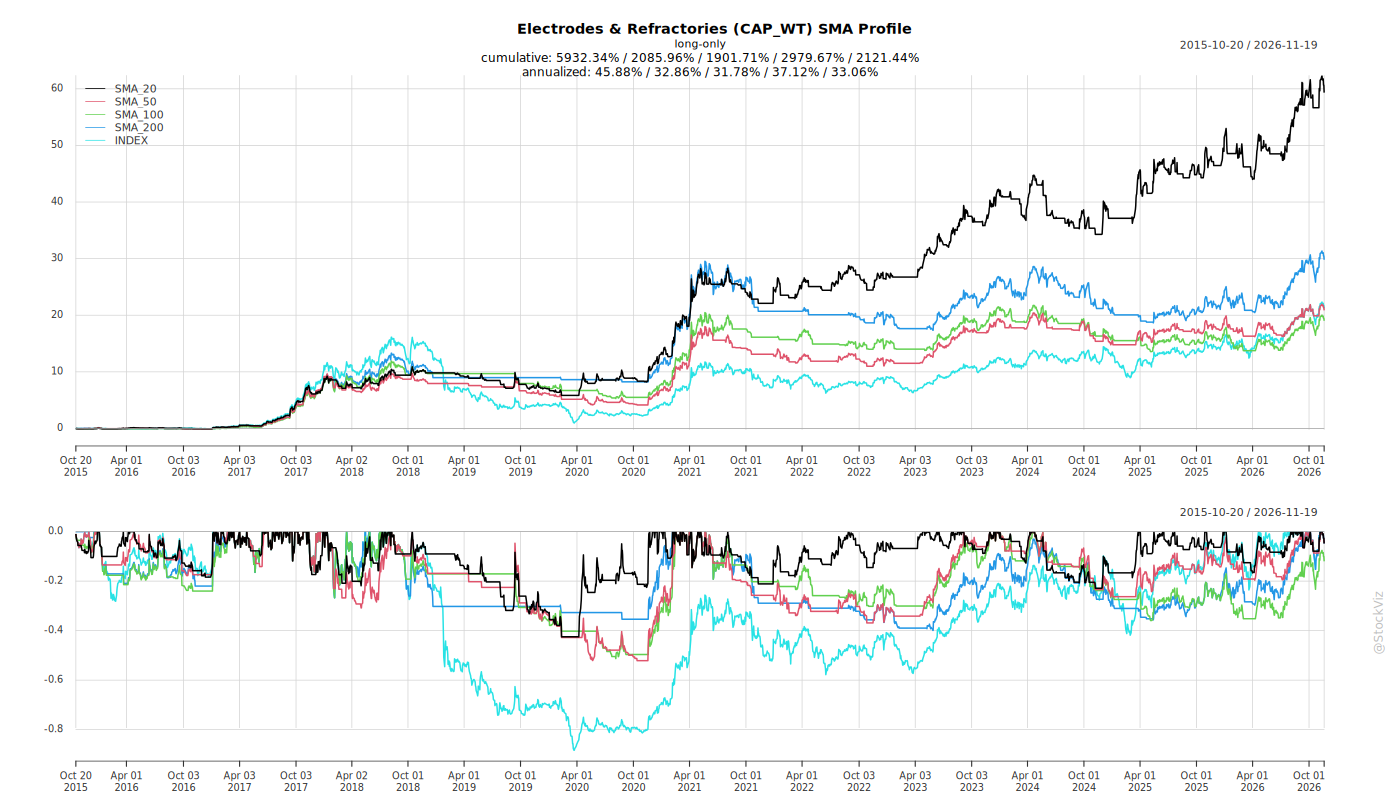 Electrodes & Refractories (CAP_WT) SMA Profile
long-only
cumulative: 5932.34% / 2085.96% / 1901.71% / 2979.67% / 2121.44%
annualized: 45.88% / 32.86% / 31.78% / 37.12% / 33.06%
2015-10-20 / 2026-11-19
SMA_20
SMA_50
SMA_100
SMA_200
INDEX
60
50
40
30
20
10
0
Oct 20 Apr 01 Oct 03 Apr 03 Oct 03 Apr 02 Oct 01 Apr 01 Oct 01 Apr 01 Oct 01 Apr 01 Oct 01 Apr 01 Oct 03 Apr 03 Oct 03 Apr 01 Oct 01 Apr 01 Oct 01 Apr 01 Oct 01
2015 2016 2016 2017 2017 2018 2018 2019 2019 2020 2020 2021 2021 2022 2022 2023 2023 2024 2024 2025 2025 2026 2026
2015-10-20 / 2026-11-19
0.0
-0.2
-0.4
-0.6
-0.8
Oct 20 Apr 01 Oct 03 Apr 03 Oct 03 Apr 02 Oct 01 Apr 01 Oct 01 Apr 01 Oct 01 Apr 01 Oct 01 Apr 01 Oct 03 Apr 03 Oct 03 Apr 01 Oct 01 Apr 01 Oct 01 Apr 01 Oct 01
2015 2016 2016 2017 2017 2018 2018 2019 2019 2020 2020 2021 2021 2022 2022 2023 2023 2024 2024 2025 2025 2026 2026
@StockViz